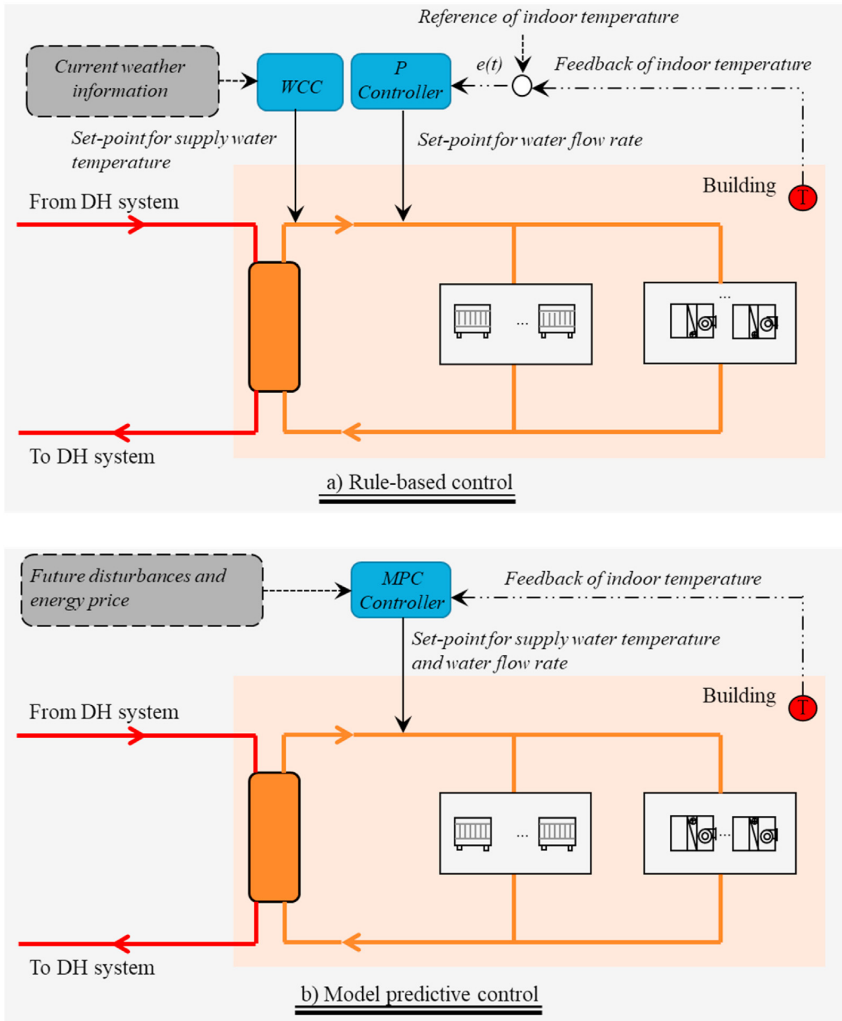 Reference of indoor temperature
Current weather
information
WCC
P
Controller
e(t)
Feedback of indoor temperature
Set-point for supply water
temperature
Set-point for water flow rate
Building
T
From DH system
...
...
To DH system
a) Rule-based control
Future disturbances and
energy price
MPC
Controller
Feedback of indoor temperature
Set-point for supply water temperature
and water flow rate
Building
T
From DH system
...
...
To DH system
b) Model predictive control